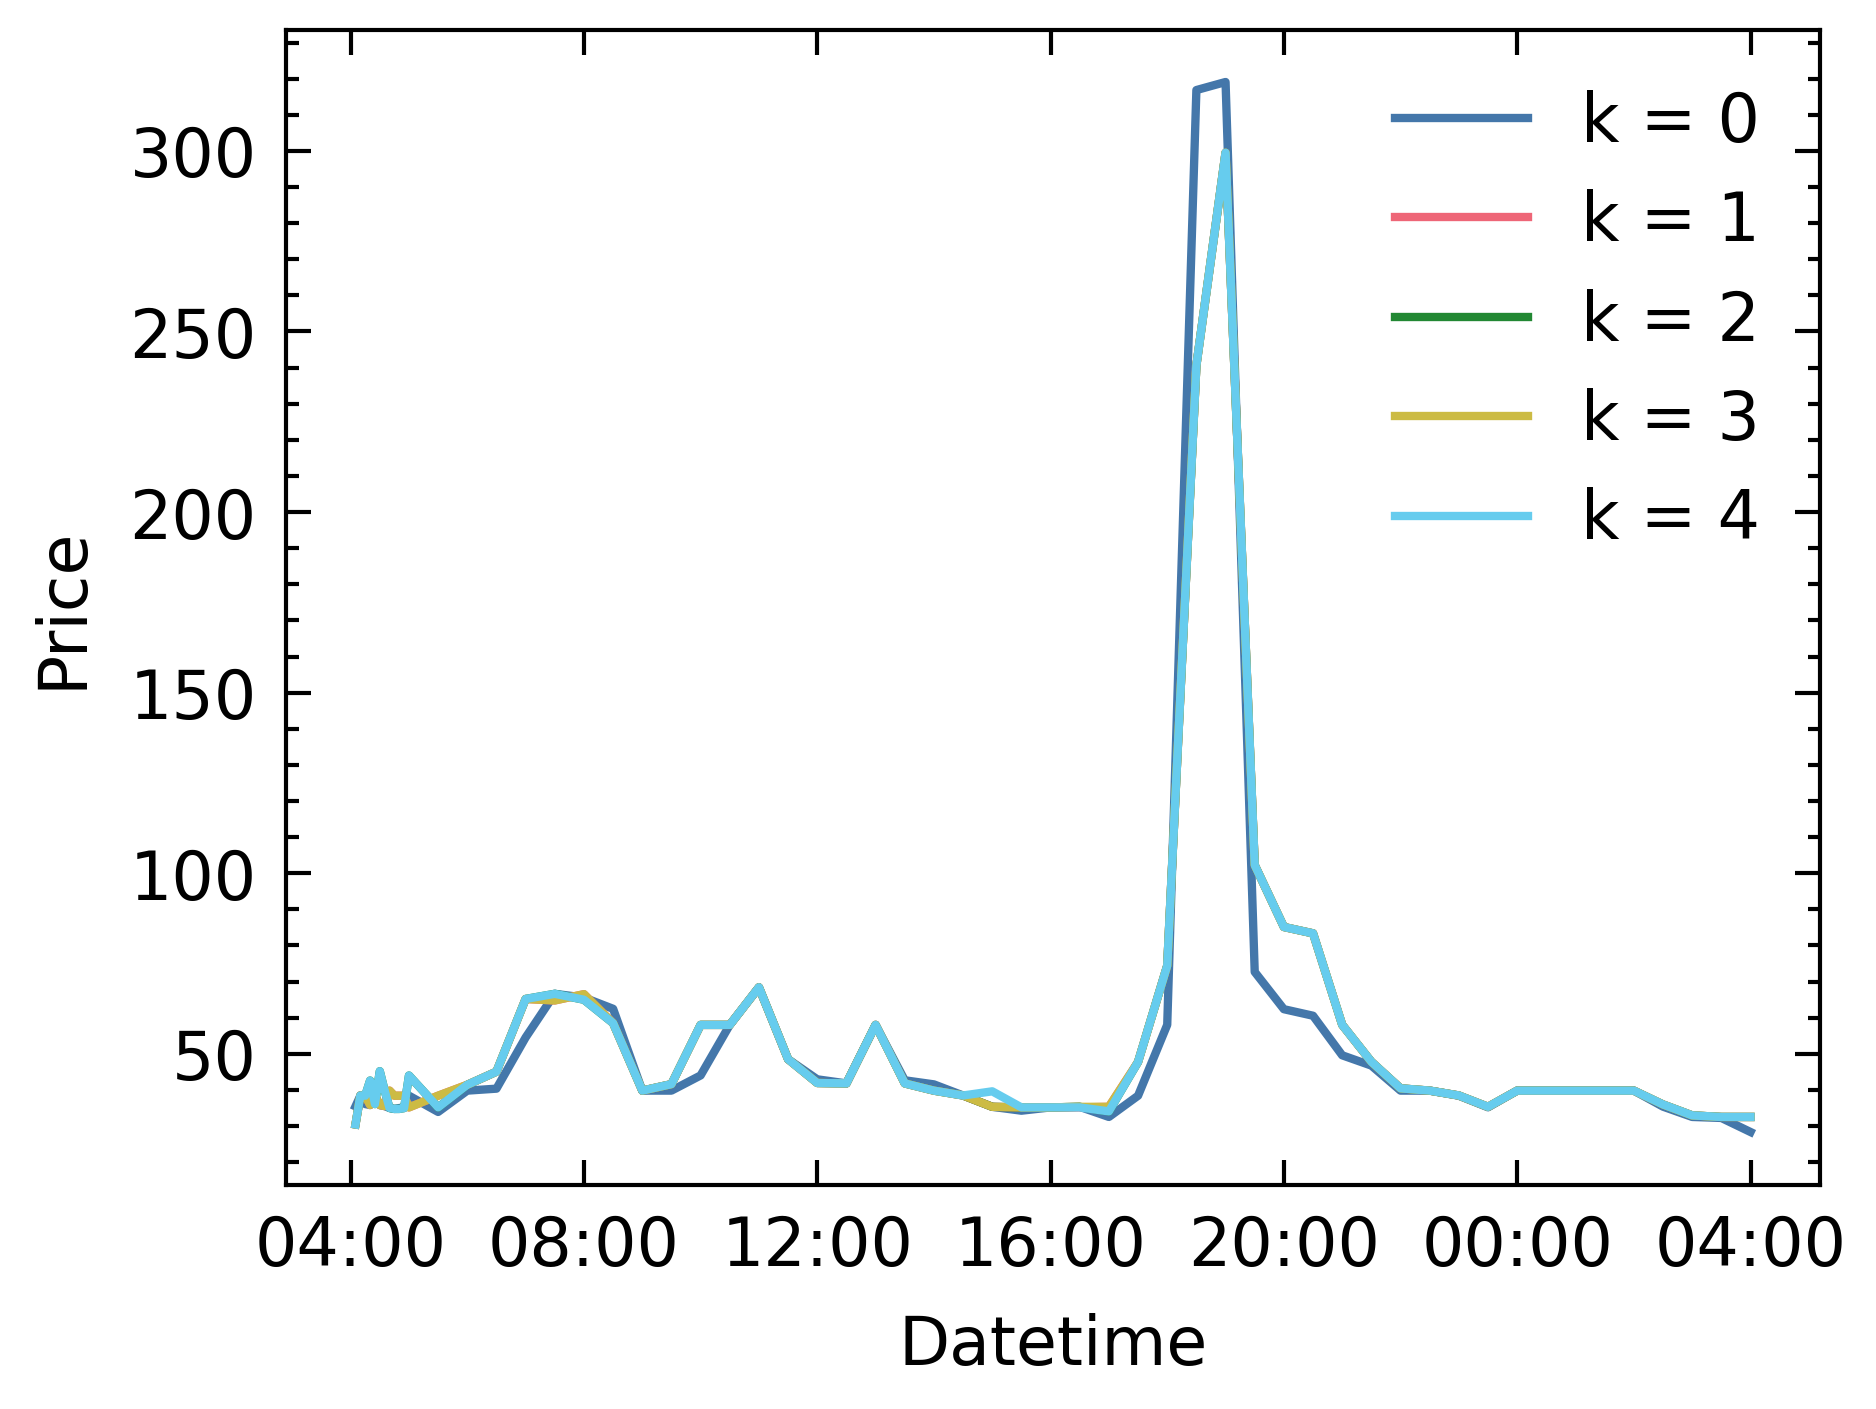 k = 0
k = 1
k = 2
k = 3
k = 4
300
250
200
150
100
50
Price
04:00 08:00 12:00 16:00 20:00 00:00 04:00
Datetime